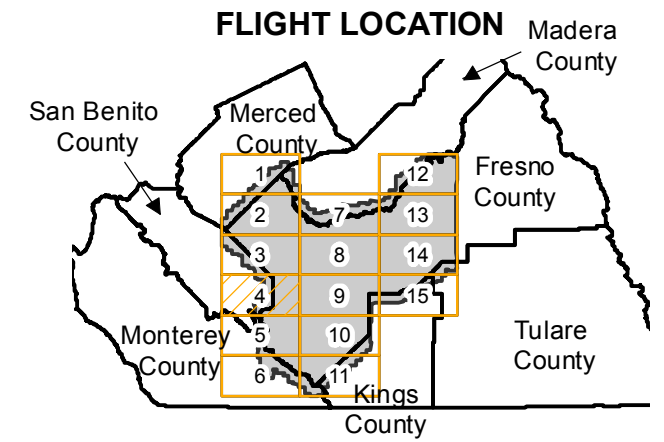 FLIGHT LOCATION
Madera
County
San Benito
County
Merced
County
Fresno
County
1
12
2
7
13
3
8
14
4
9
15
Monterey
County
5
10
Tulare
County
6
11
Kings
County